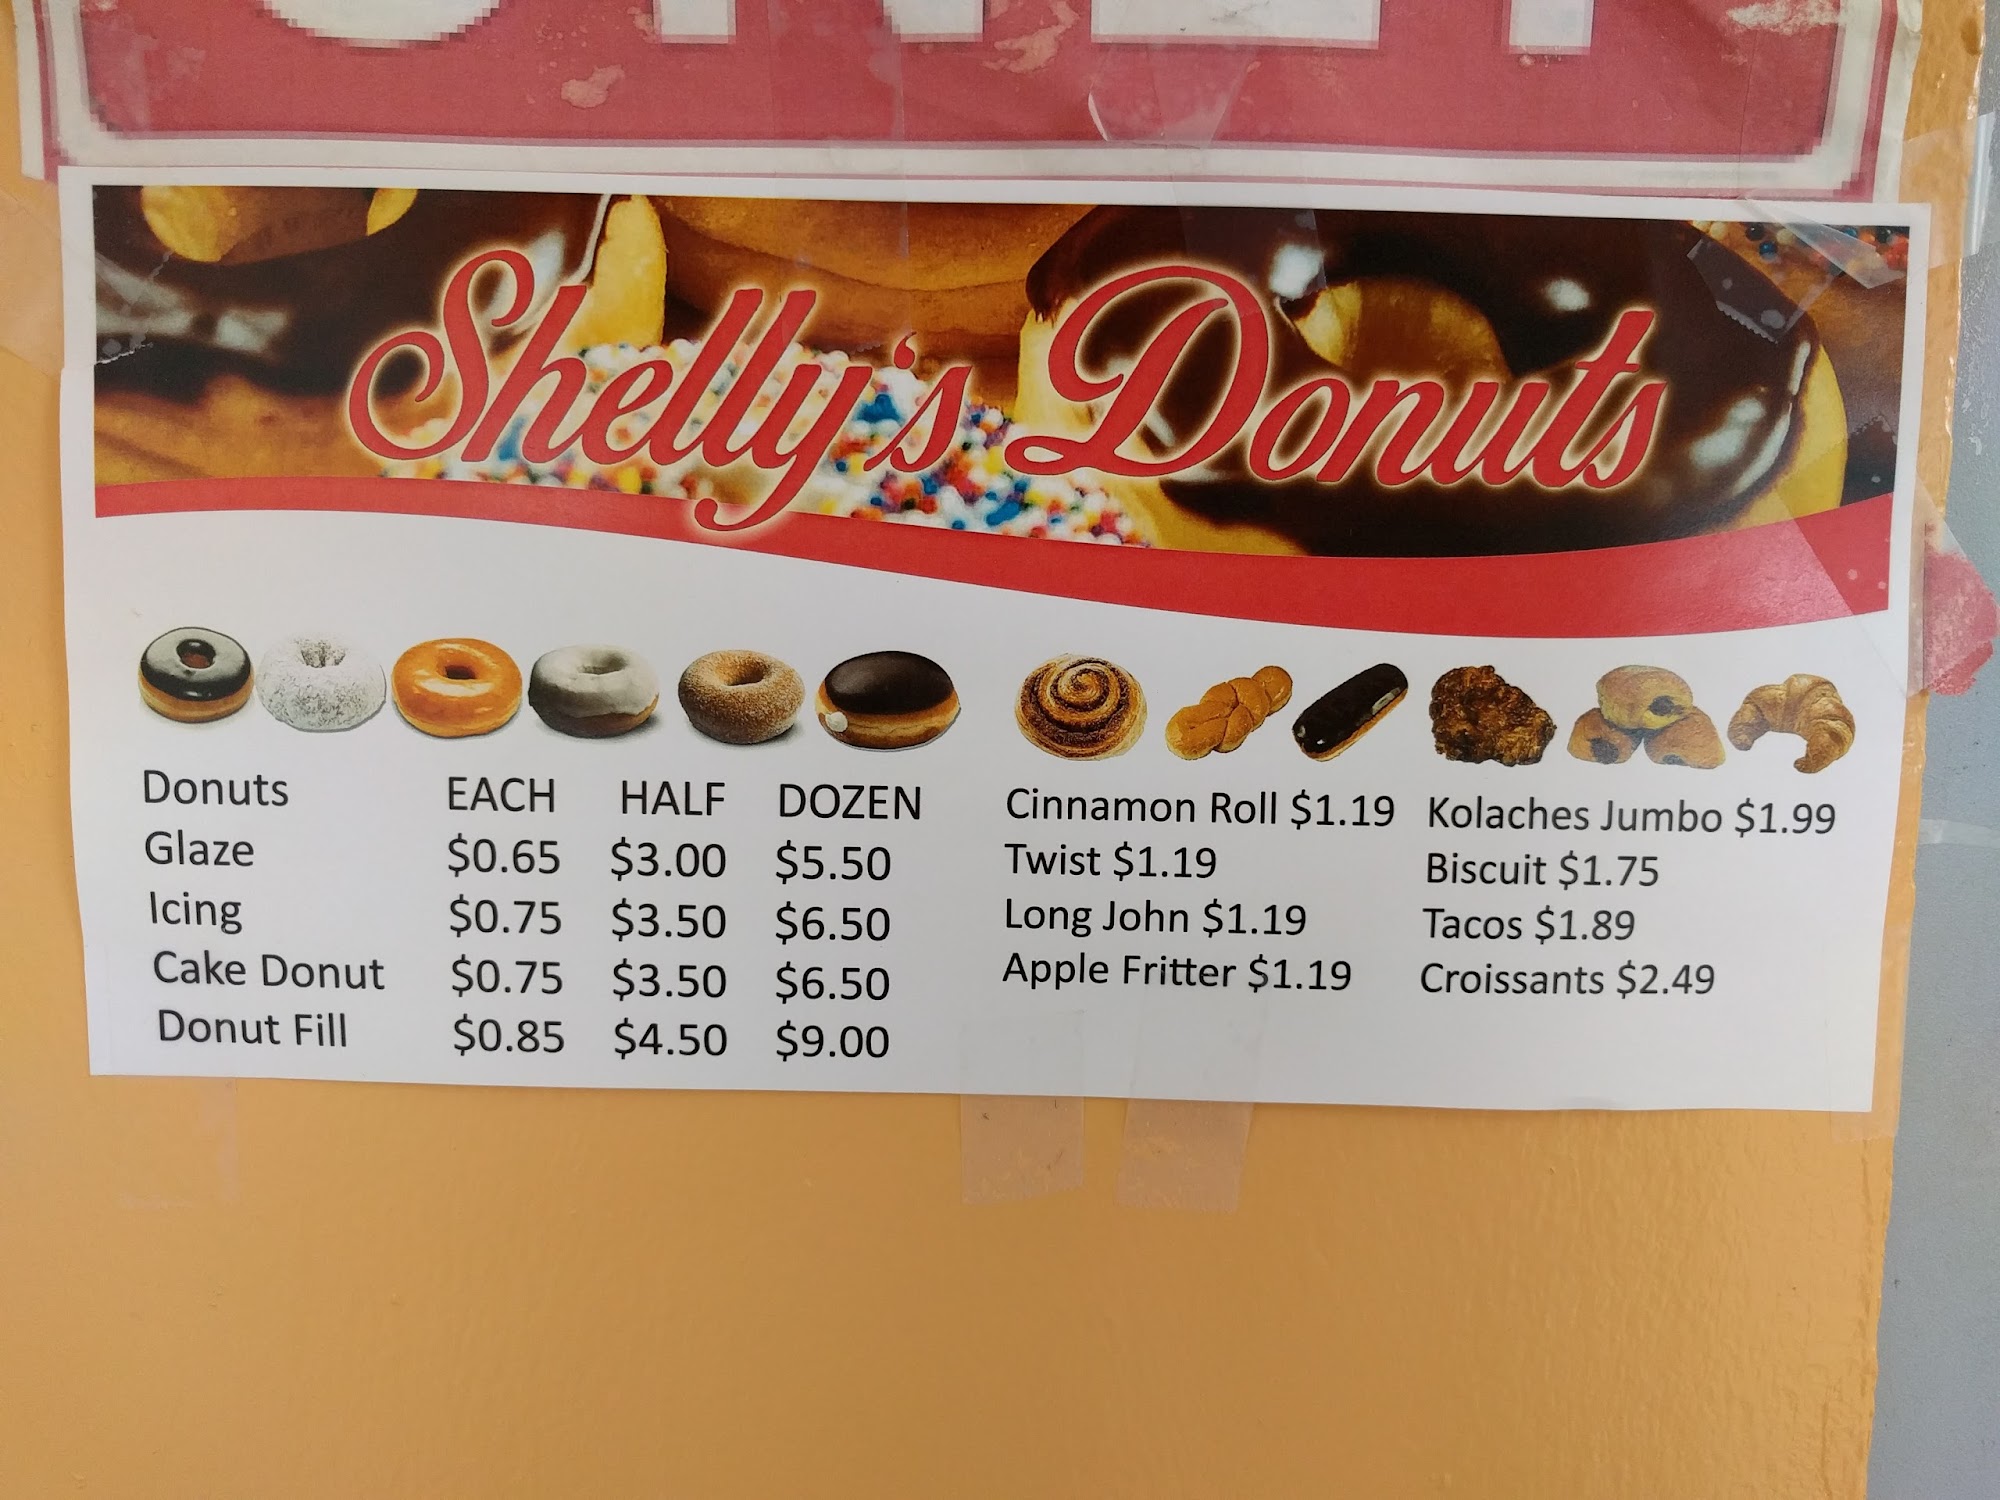 Shelly's Donuts
Donuts EACH HALF DOZEN
Glaze $0.65 $3.00 $5.50
Icing $0.75 $3.50 $6.50
Cake Donut $0.75 $3.50 $6.50
Donut Fill $0.85 $4.50 $9.00
Cinnamon Roll $1.19
Twist $1.19
Long John $1.19
Apple Fritter $1.19
Kolaches Jumbo $1.99
Biscuit $1.75
Tacos $1.89
Croissants $2.49